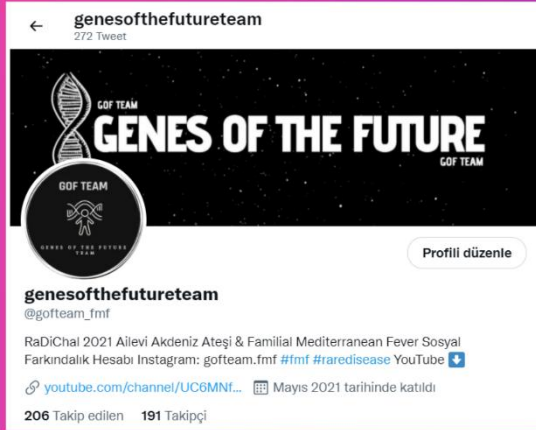 genesofthefutureteam
272 Tweet
GOF TEAM
GENES OF THE FUTURE
GOF TEAM
GOF TEAM
GENES OF THE FUTURE
TEAM
Profili düzenle
genesofthefutureteam
@gofteam_fmf
RaDiChal 2021 Ailevi Akdeniz Ateşi & Familial Mediterranean Fever Sosyal
Farkındalık Hesabı Instagram: gofteam.fmf #fmf #raredisease YouTube ⬇️
youtube.com/channel/UC6MNf... Mayıs 2021 tarihinde katıldı
206 Takip edilen 191 Takipçi